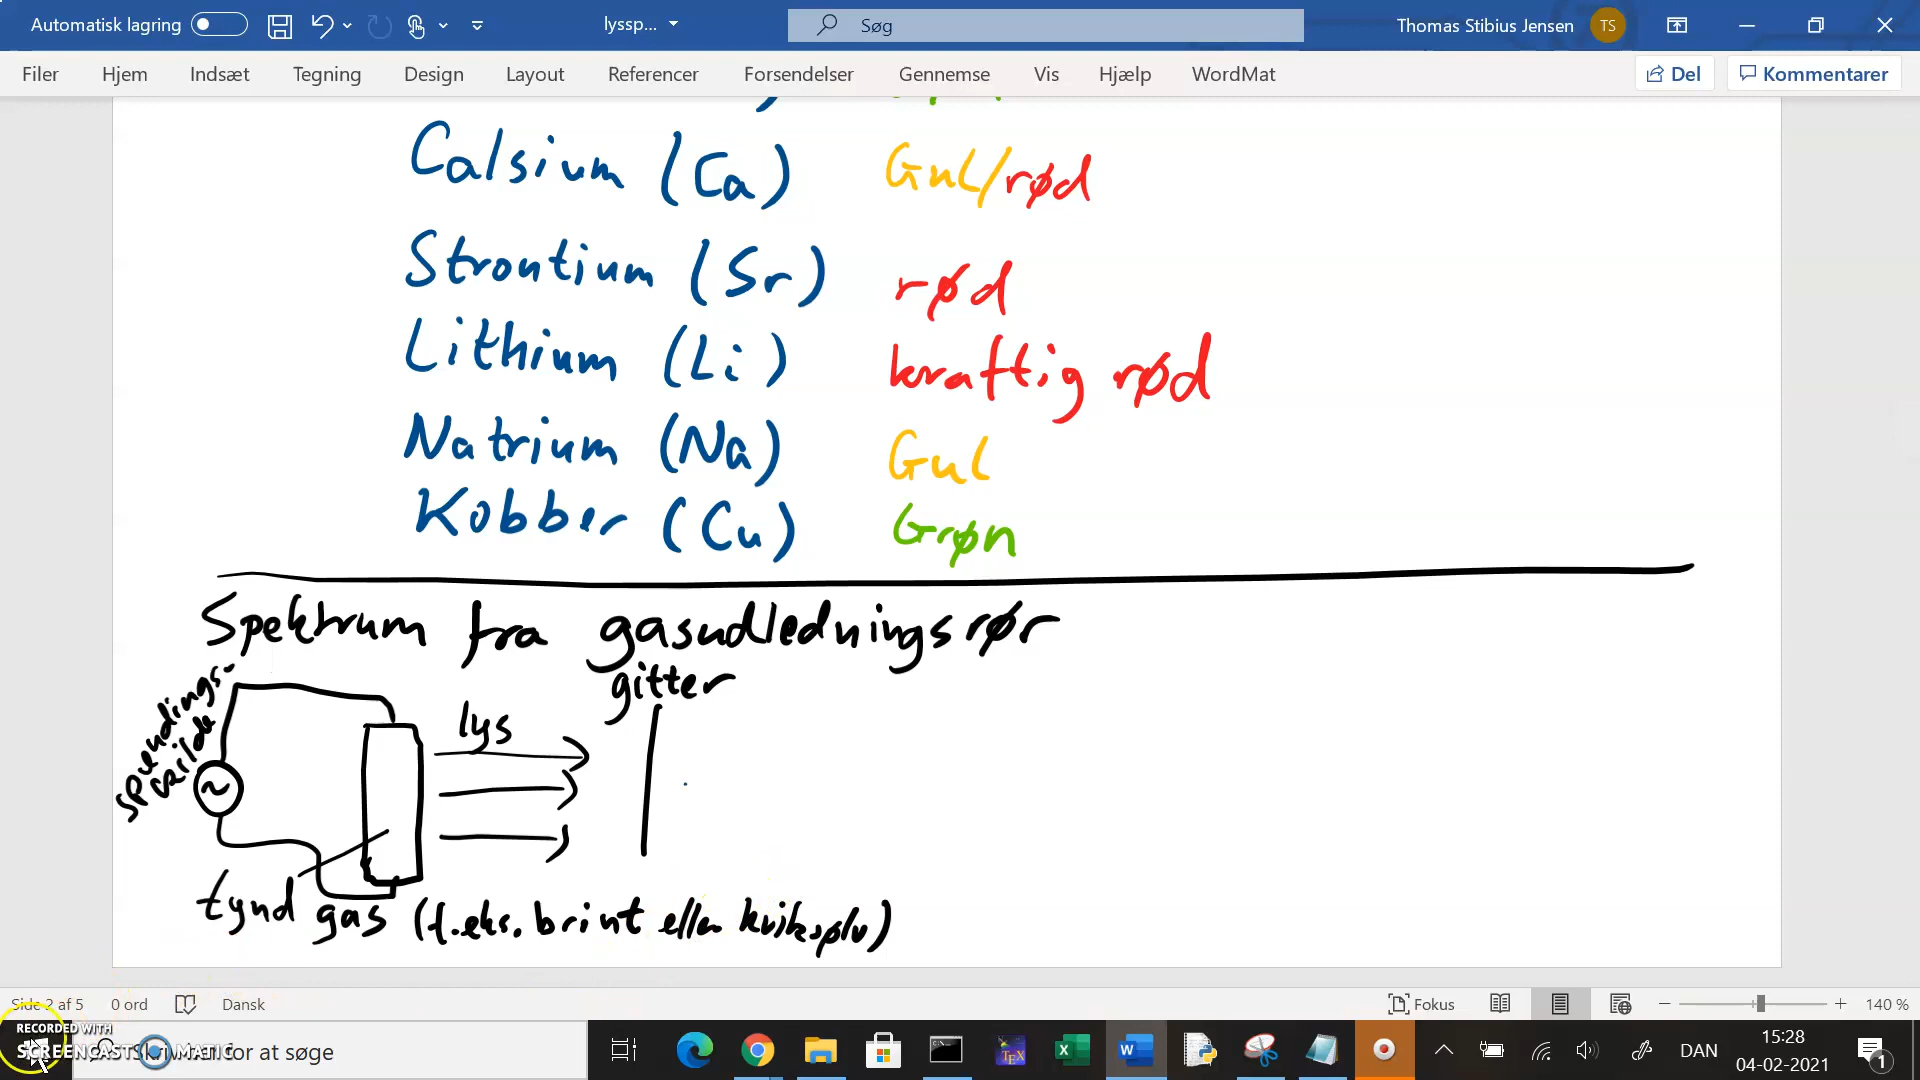 Automatisk lagring
lyssp...
Søg
Thomas Stibius Jensen
TS
Filer
Hjem
Indsæt
Tegning
Design
Layout
Referencer
Forsendelser
Gennemse
Vis
Hjælp
WordMat
Del
Kommentarer
Calsium (Ca) Gul/rød
Strontium (Sr) rød
Lithium (Li) kraftig rød
Natrium (Na) Gul
Kobber (Cu) Grøn
Spektrum fra gasudledningsrør
gitter
spændings-
kilde
lys
~
tynd gas (f.eks. brint eller kviksølv)
Side 2 af 5
0 ord
Dansk
Fokus
140 %
RECORDED WITH
SCREENCAST MATIC
for at søge
DAN
15:28
04-02-2021
1